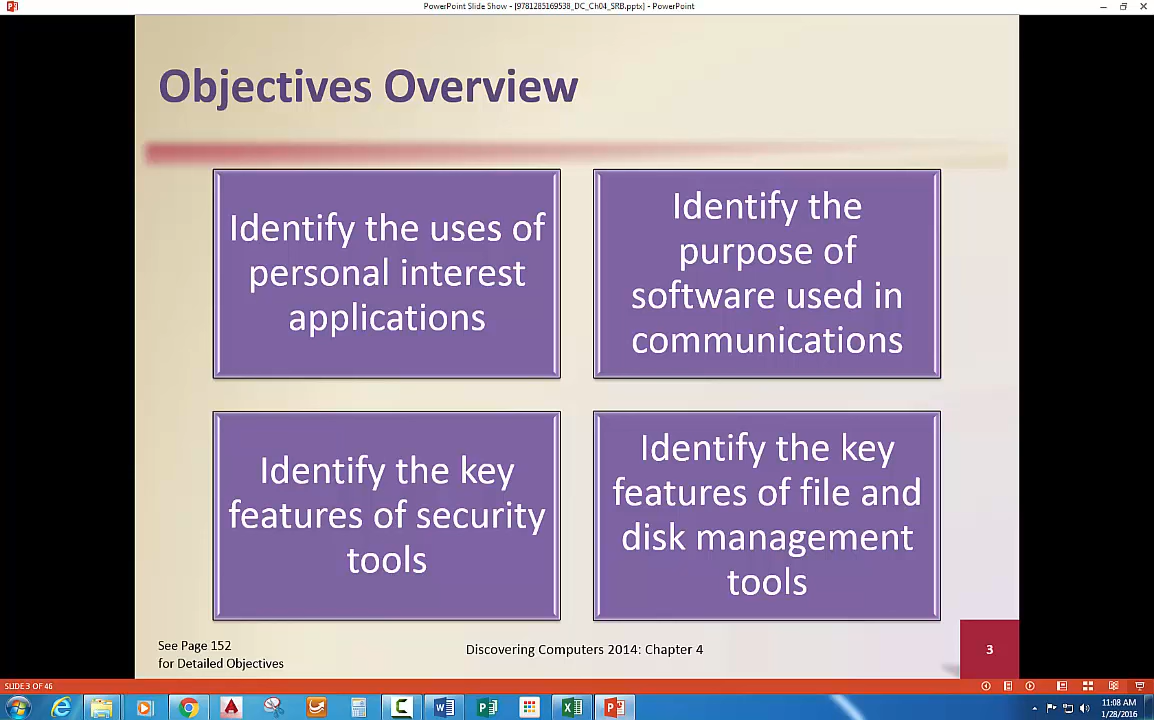 PowerPoint Slide Show - [9781285169538_DC_Ch04_SRB.pptx] - PowerPoint
Objectives Overview
Identify the uses of
personal interest
applications
Identify the
purpose of
software used in
communications
Identify the key
features of security
tools
Identify the key
features of file and
disk management
tools
See Page 152
for Detailed Objectives
Discovering Computers 2014: Chapter 4
3
SLIDE 3 OF 46
11:08 AM
1/28/2016